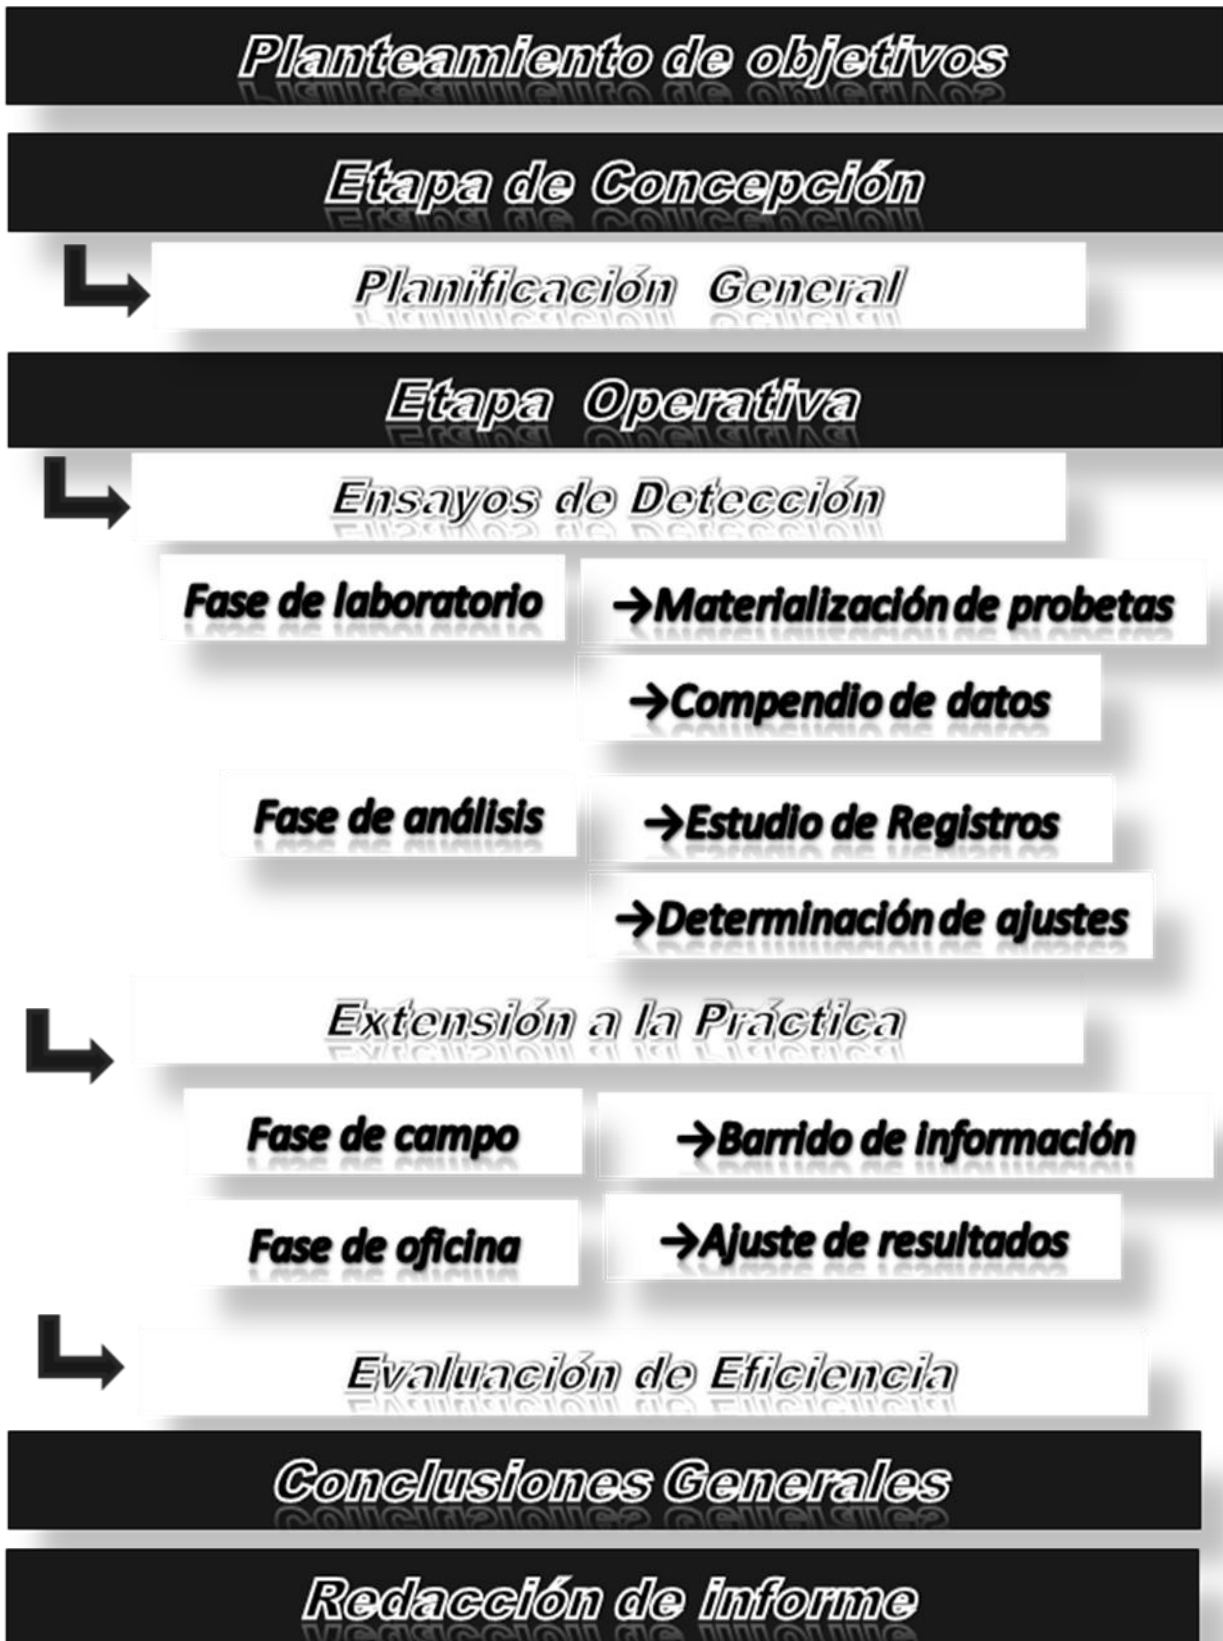 Planteamiento de objetivos
Etapa de Concepción
Planificación General
Etapa Operativa
Ensayos de Detección
Fase de laboratorio →Materialización de probetas
→Compendio de datos
Fase de análisis →Estudio de Registros
→Determinación de ajustes
Extensión a la Práctica
Fase de campo →Barrido de información
Fase de oficina →Ajuste de resultados
Evaluación de Eficiencia
Conclusiones Generales
Redacción de informe